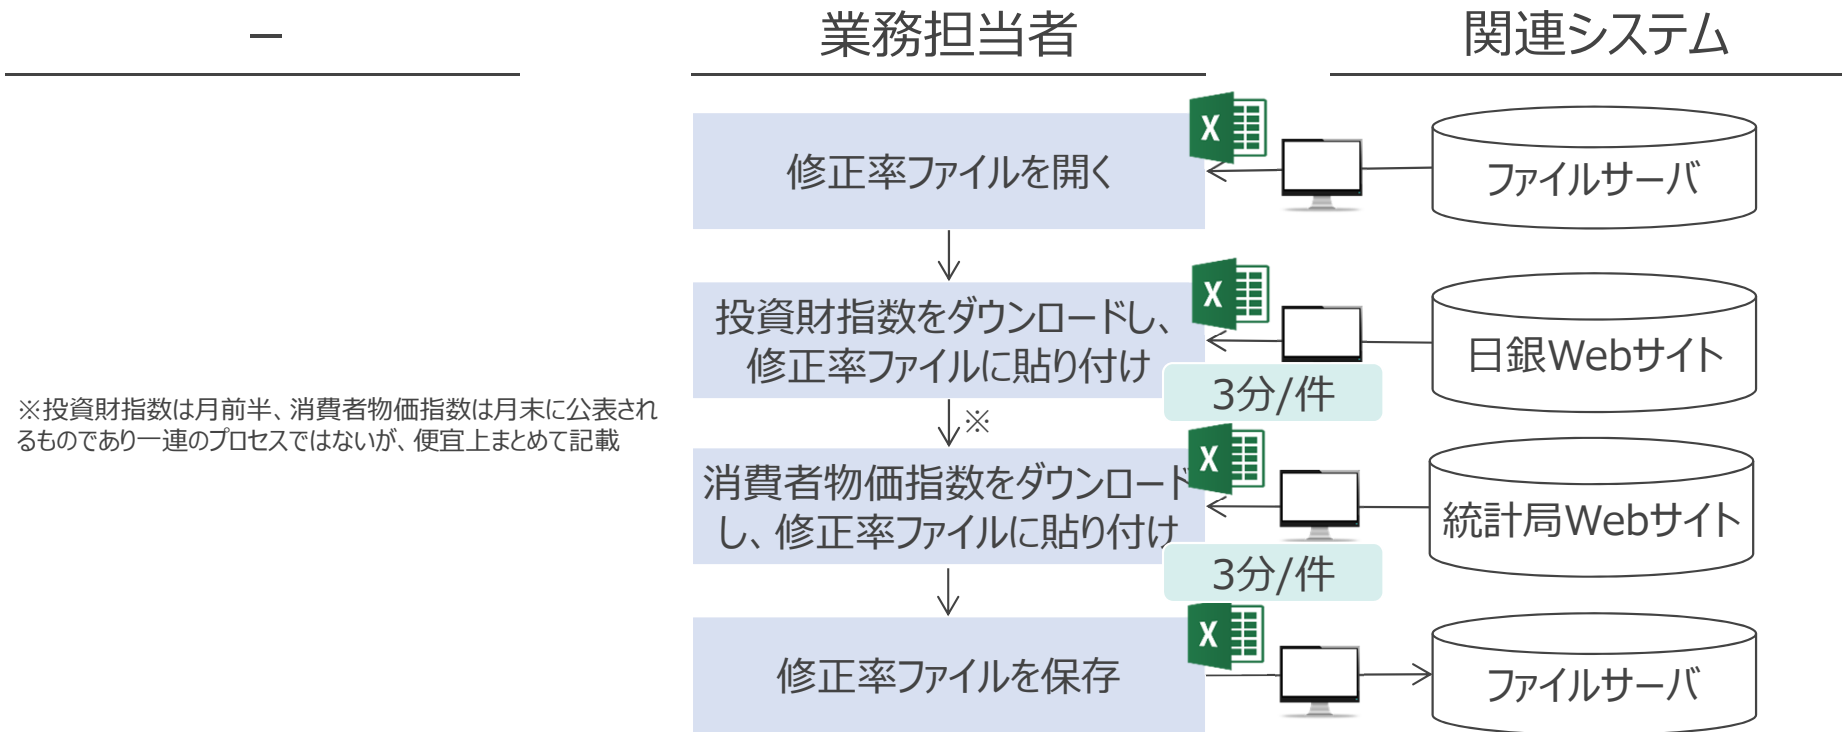 －
業務担当者
関連システム
修正率ファイルを開く
ファイルサーバ
投資財指数をダウンロードし、
修正率ファイルに貼り付け
日銀Webサイト
3分/件
※投資財指数は月前半、消費者物価指数は月末に公表され
るものであり一連のプロセスではないが、便宜上まとめて記載
※
消費者物価指数をダウンロード
し、修正率ファイルに貼り付け
統計局Webサイト
3分/件
修正率ファイルを保存
ファイルサーバ
X
X
X
X